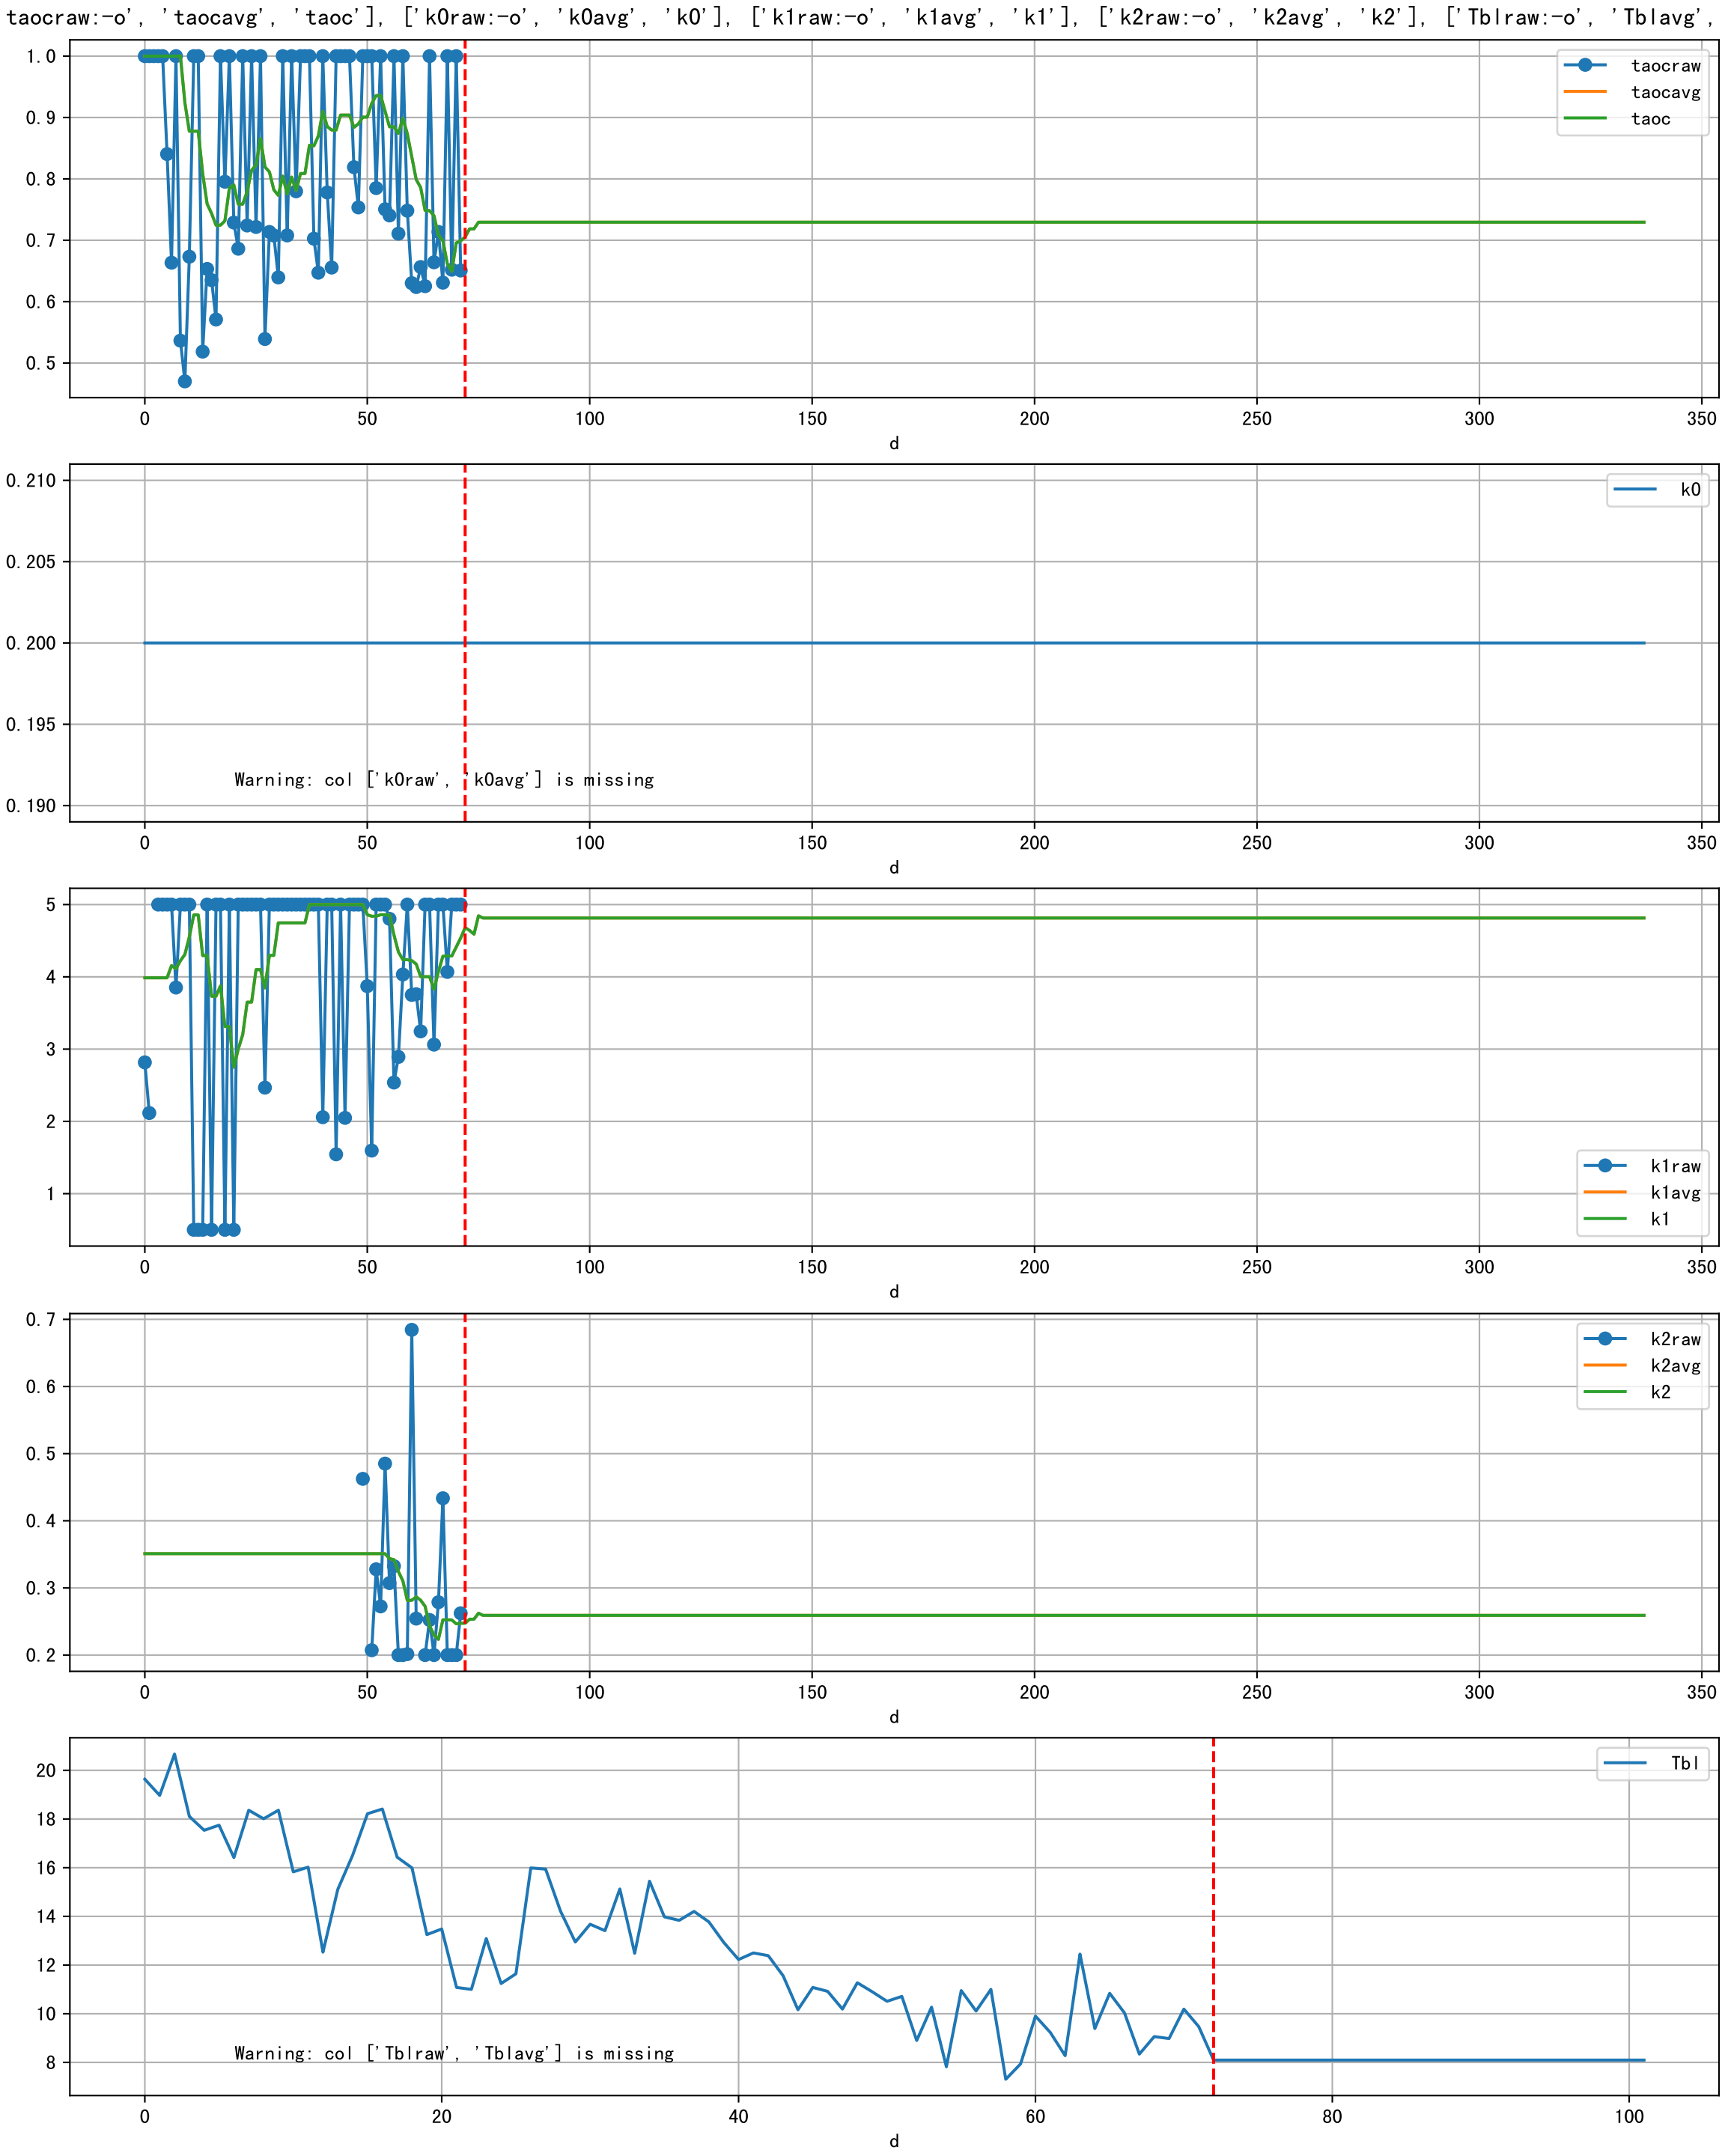 taocraw:-o', 'taocavg', 'taoc'], ['k0raw:-o', 'k0avg', 'k0'], ['k1raw:-o', 'k1avg', 'k1'], ['k2raw:-o', 'k2avg', 'k2'], ['Tblraw:-o', 'Tblavg',
1.0
0.9
0.8
0.7
0.6
0.5
taocraw
taocavg
taoc
0 50 100 150 200 250 300 350
d
0.210
0.205
0.200
0.195
0.190
k0
Warning: col ['k0raw', 'k0avg'] is missing
0 50 100 150 200 250 300 350
d
5
4
3
2
1
k1raw
k1avg
k1
0 50 100 150 200 250 300 350
d
0.7
0.6
0.5
0.4
0.3
0.2
k2raw
k2avg
k2
0 50 100 150 200 250 300 350
d
20
18
16
14
12
10
8
Tbl
Warning: col ['Tblraw', 'Tblavg'] is missing
0 20 40 60 80 100
d